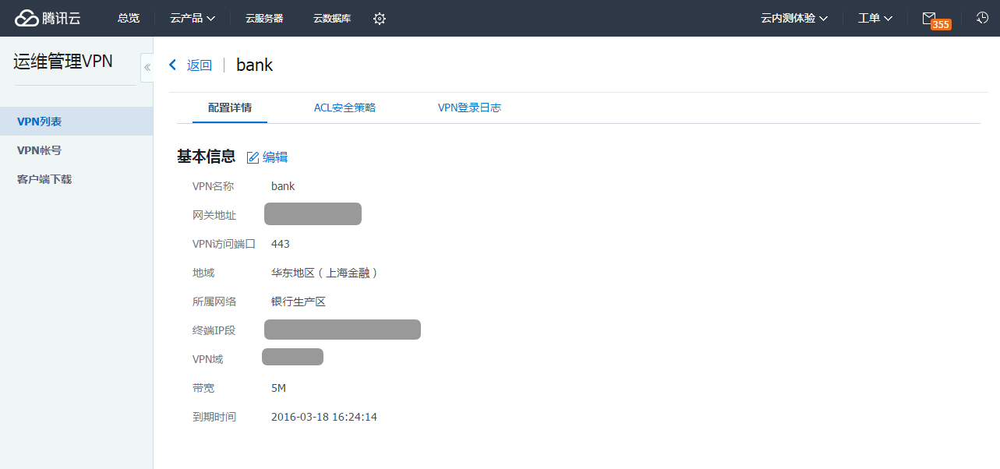 腾讯云 总览 云产品 云服务器 云数据库 云内测体验 工单 355
运维管理VPN
«
返回 bank
配置详情 ACL安全策略 VPN登录日志
VPN列表
VPN帐号
客户端下载
基本信息 编辑
VPN名称 bank
网关地址
VPN访问端口 443
地域 华东地区（上海金融）
所属网络 银行生产区
终端IP段
VPN域
带宽 5M
到期时间 2016-03-18 16:24:14